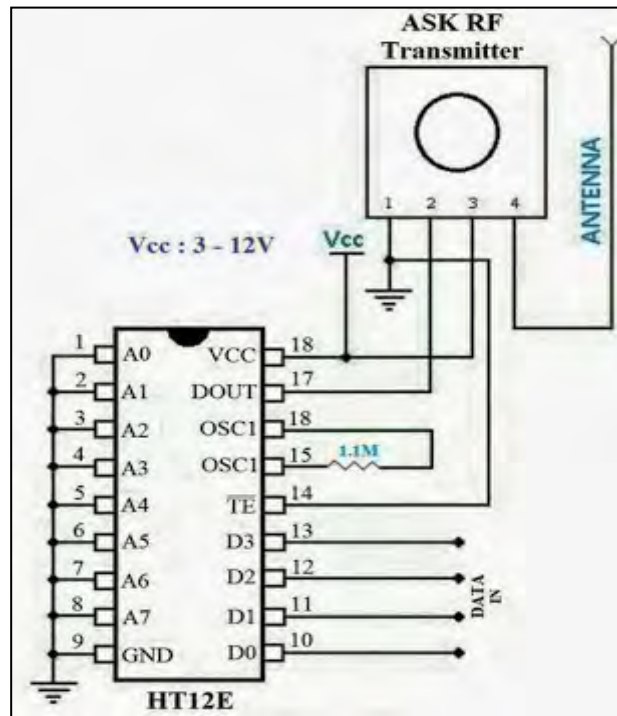 ASK RF
Transmitter
1 2 3 4
ANTENNA
Vcc : 3 - 12V
Vcc
1 A0 VCC 18
2 A1 DOUT 17
3 A2 OSC1 18
4 A3 OSC1 15 1.1M
5 A4 TE 14
6 A5 D3 13
7 A6 D2 12
8 A7 D1 11
9 GND D0 10
DATA
IN
HT12E